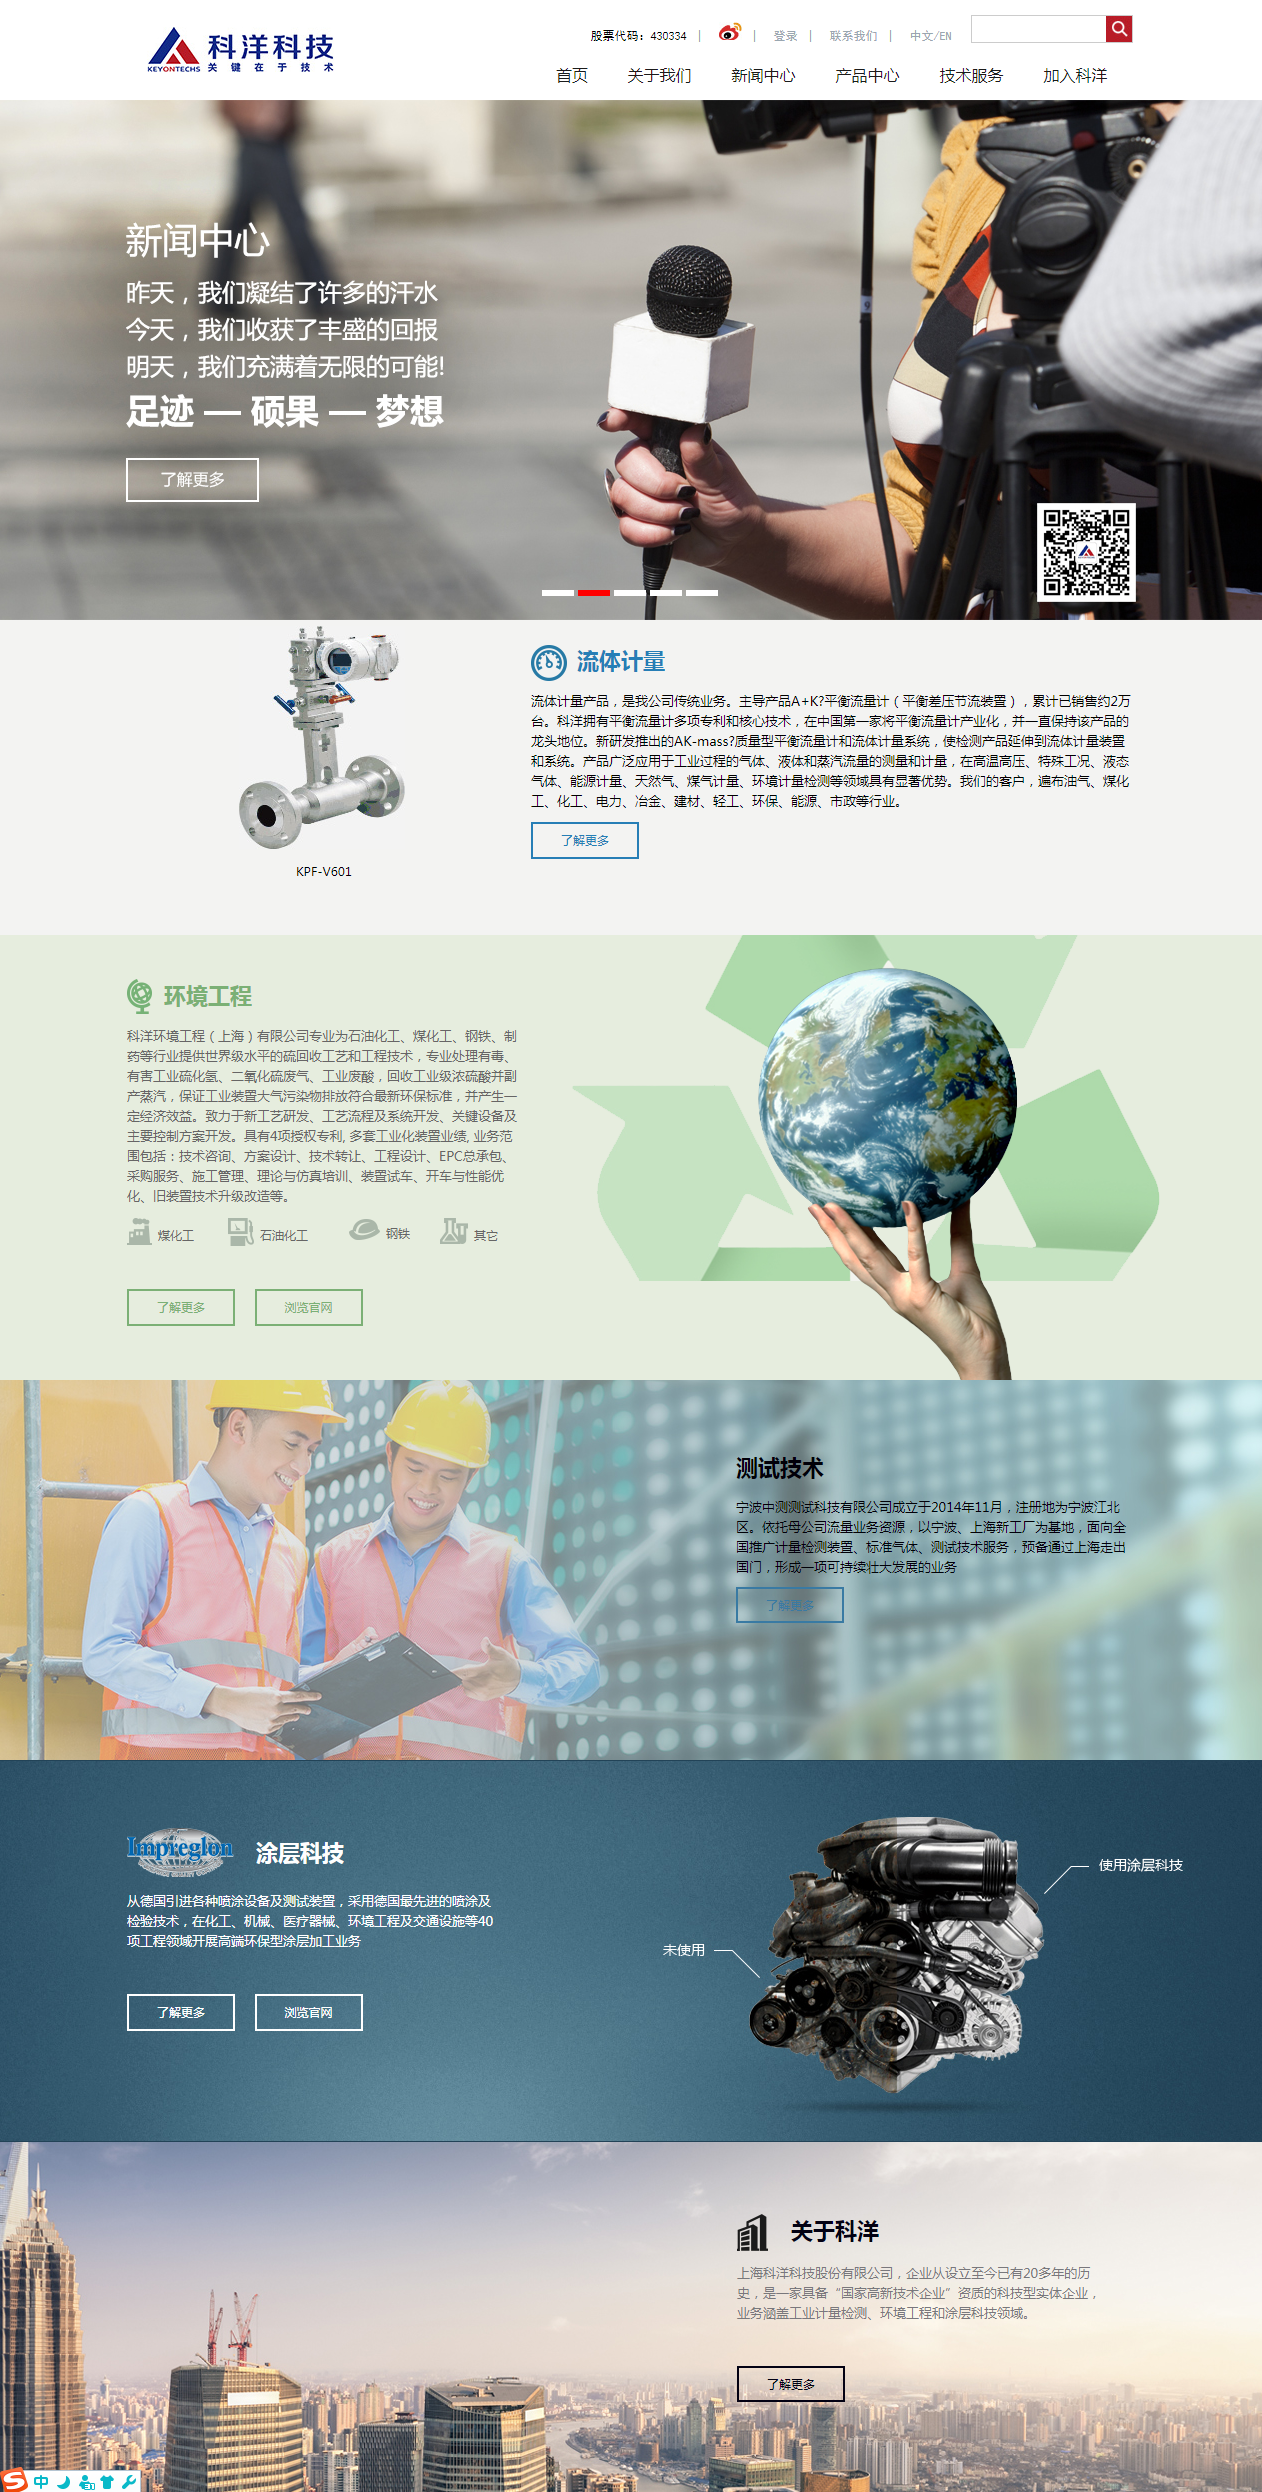 科洋科技
KEYONTECHS 关键在于技术
股票代码：430334 | | 登录 | 联系我们 | 中文/EN
首页 关于我们 新闻中心 产品中心 技术服务 加入科洋
新闻中心
昨天，我们凝结了许多的汗水
今天，我们收获了丰盛的回报
明天，我们充满着无限的可能!
足迹 — 硕果 — 梦想
了解更多
流体计量
流体计量产品，是我公司传统业务。主导产品A+K?平衡流量计（平衡差压节流装置），累计已销售约2万
台。科洋拥有平衡流量计多项专利和核心技术，在中国第一家将平衡流量计产业化，并一直保持该产品的
龙头地位。新研发推出的AK-mass?质量型平衡流量计和流体计量系统，使检测产品延伸到流体计量装置
和系统。产品广泛应用于工业过程的气体、液体和蒸汽流量的测量和计量，在高温高压、特殊工况、液态
气体、能源计量、天然气、煤气计量、环境计量检测等领域具有显著优势。我们的客户，遍布油气、煤化
工、化工、电力、冶金、建材、轻工、环保、能源、市政等行业。
了解更多
KPF-V601
环境工程
科洋环境工程（上海）有限公司专业为石油化工、煤化工、钢铁、制
药等行业提供世界级水平的硫回收工艺和工程技术，专业处理有毒、
有害工业硫化氢、二氧化硫废气、工业废酸，回收工业级浓硫酸并副
产蒸汽，保证工业装置大气污染物排放符合最新环保标准，并产生一
定经济效益。致力于新工艺研发、工艺流程及系统开发、关键设备及
主要控制方案开发。具有4项授权专利, 多套工业化装置业绩, 业务范
围包括：技术咨询、方案设计、技术转让、工程设计、EPC总承包、
采购服务、施工管理、理论与仿真培训、装置试车、开车与性能优
化、旧装置技术升级改造等。
煤化工 石油化工 钢铁 其它
了解更多 浏览官网
测试技术
宁波中测测试科技有限公司成立于2014年11月，注册地为宁波江北
区。依托母公司流量业务资源，以宁波、上海新工厂为基地，面向全
国推广计量检测装置、标准气体、测试技术服务，预备通过上海走出
国门，形成一项可持续壮大发展的业务
了解更多
Impreglon 涂层科技
从德国引进各种喷涂设备及测试装置，采用德国最先进的喷涂及
检验技术，在化工、机械、医疗器械、环境工程及交通设施等40
项工程领域开展高端环保型涂层加工业务
了解更多 浏览官网
使用涂层科技
未使用
关于科洋
上海科洋科技股份有限公司，企业从设立至今已有20多年的历
史，是一家具备“国家高新技术企业”资质的科技型实体企业，
业务涵盖工业计量检测、环境工程和涂层科技领域。
了解更多
中